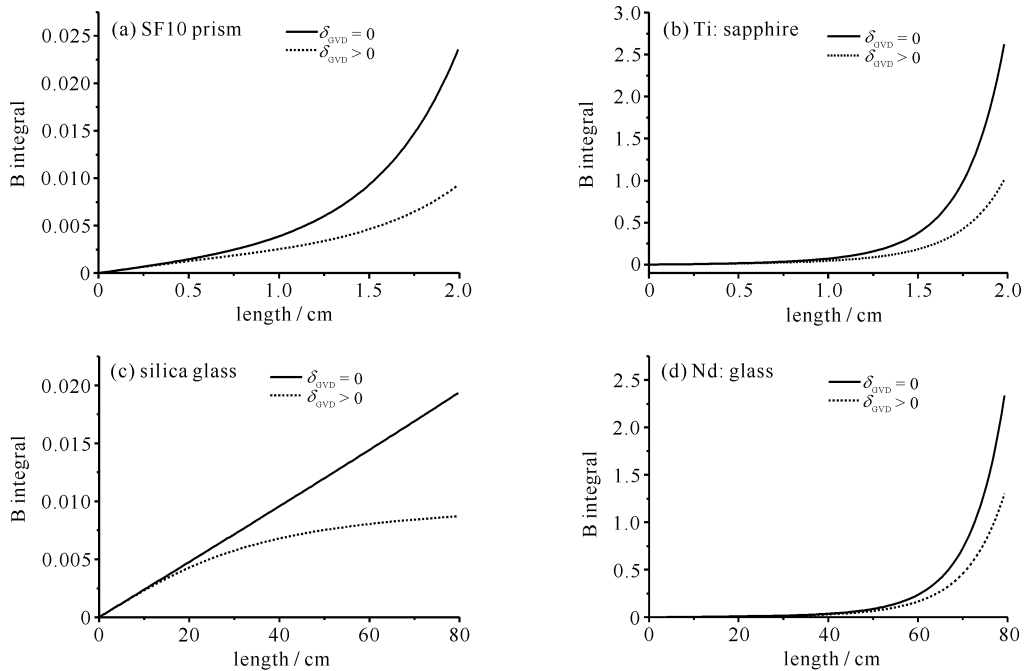 (a) SF10 prism
δGVD = 0
δGVD > 0
0.025
0.020
0.015
0.010
0.005
0
B integral
0 0.5 1.0 1.5 2.0
length / cm
(b) Ti: sapphire
δGVD = 0
δGVD > 0
3.0
2.5
2.0
1.5
1.0
0.5
0
B integral
0 0.5 1.0 1.5 2.0
length / cm
(c) silica glass
δGVD = 0
δGVD > 0
0.020
0.015
0.010
0.005
0
B integral
0 20 40 60 80
length / cm
(d) Nd: glass
δGVD = 0
δGVD > 0
2.5
2.0
1.5
1.0
0.5
0
B integral
0 20 40 60 80
length / cm